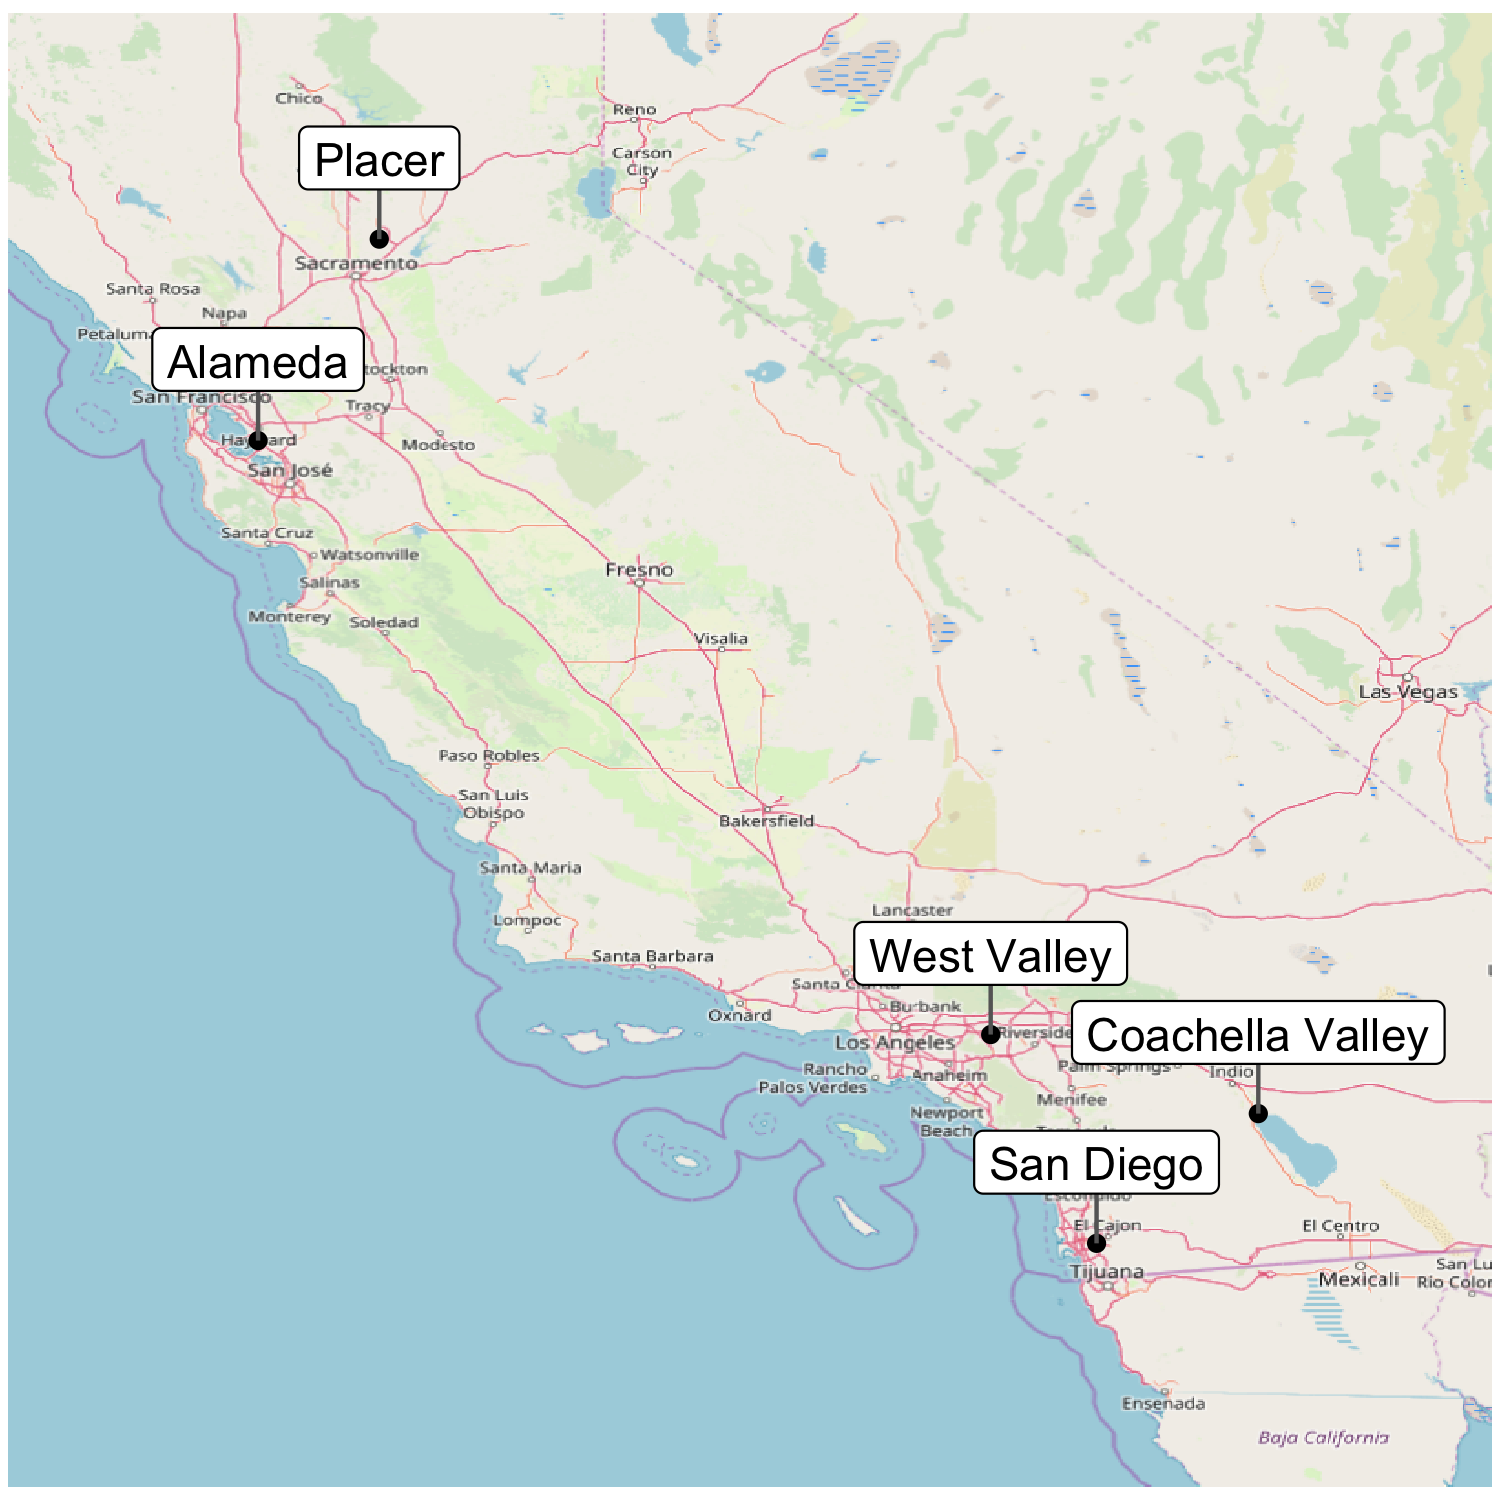 Chico
Reno
Placer
Carson
City
Sacramento
Santa Rosa
Napa
Petaluma
Alameda
tockton
San Francisco
Tracy
Hayward
Modesto
San José
Santa Cruz
Watsonville
Fresno
Salinas
Monterey
Soledad
Visalia
Las Vegas
Paso Robles
San Luis
Obispo
Bakersfield
Santa Maria
Lancaster
Lompoc
West Valley
Santa Barbara
Santa Clarita
Burbank
Oxnard
Riverside
Coachella Valley
Los Angeles
Rancho
Palos Verdes
Anaheim
Palm Springs
Indio
Menifee
Newport
Beach
San Diego
Escondido
El Cajon
El Centro
Tijuana
Mexicali
San Lu
Río Color
Ensenada
Baja California